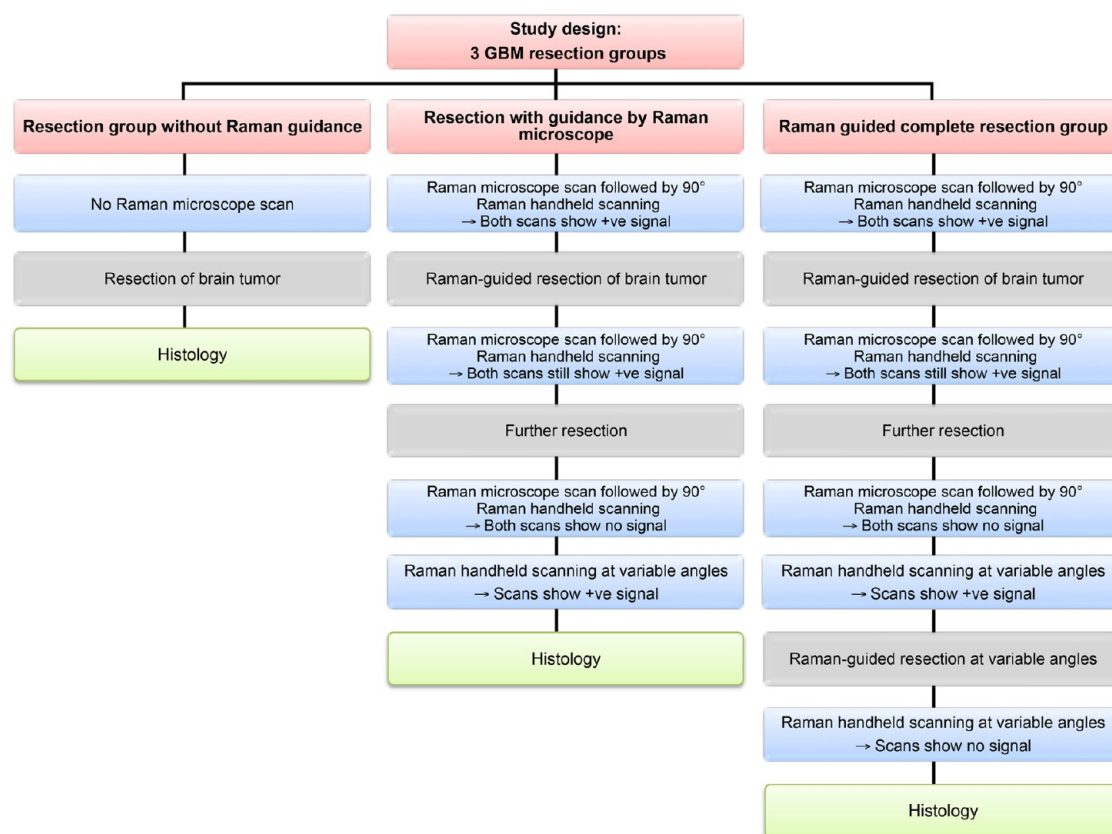 Study design:
3 GBM resection groups
Resection group without Raman guidance
No Raman microscope scan
Resection of brain tumor
Histology
Resection with guidance by Raman
microscope
Raman microscope scan followed by 90°
Raman handheld scanning
→ Both scans show +ve signal
Raman-guided resection of brain tumor
Raman microscope scan followed by 90°
Raman handheld scanning
→ Both scans still show +ve signal
Further resection
Raman microscope scan followed by 90°
Raman handheld scanning
→ Both scans show no signal
Raman handheld scanning at variable angles
→ Scans show +ve signal
Histology
Raman guided complete resection group
Raman microscope scan followed by 90°
Raman handheld scanning
→ Both scans show +ve signal
Raman-guided resection of brain tumor
Raman microscope scan followed by 90°
Raman handheld scanning
→ Both scans still show +ve signal
Further resection
Raman microscope scan followed by 90°
Raman handheld scanning
→ Both scans show no signal
Raman handheld scanning at variable angles
→ Scans show +ve signal
Raman-guided resection at variable angles
Raman handheld scanning at variable angles
→ Scans show no signal
Histology